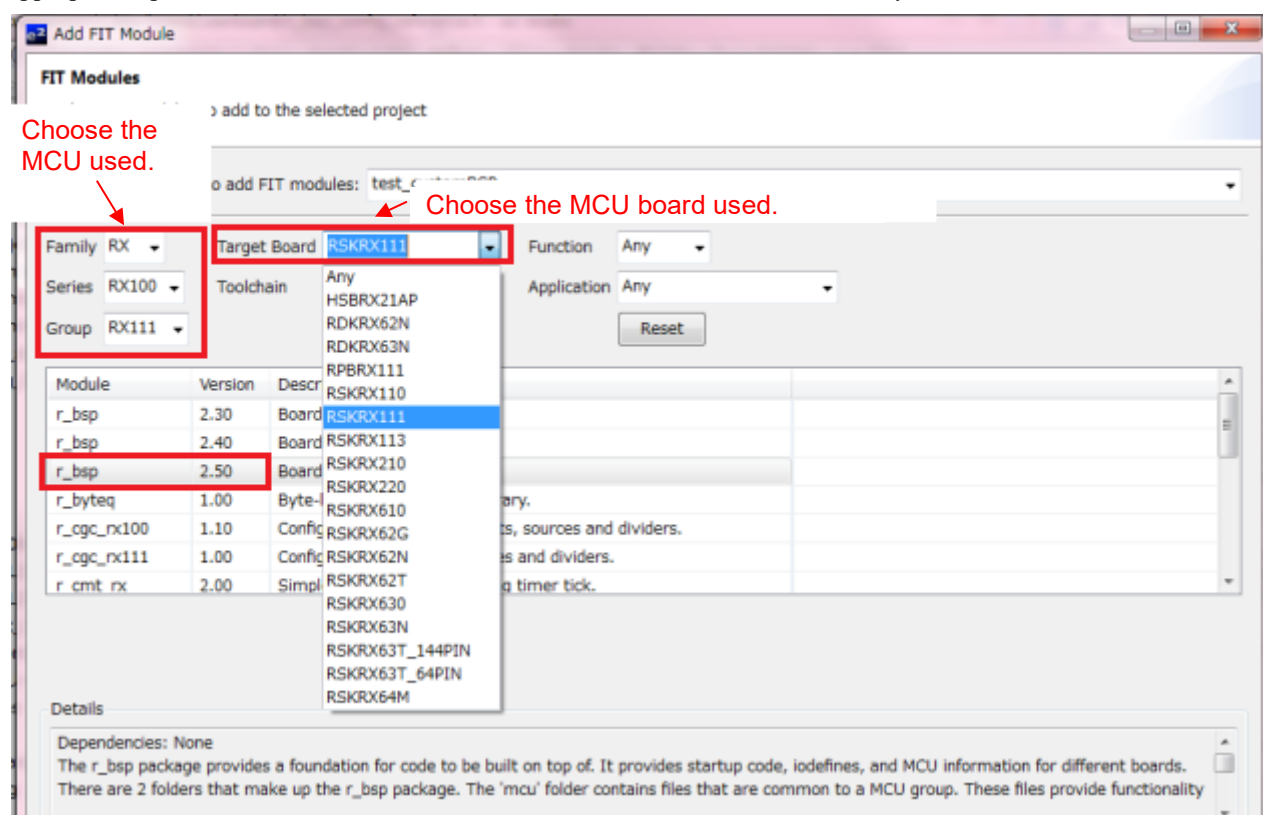 Add FIT Module
FIT Modules
o add to the selected project
Choose the
MCU used.
o add FIT modules: test_
Choose the MCU board used.
Family RX Target Board RSKRX111 Function Any
Series RX100 Toolchain Application Any
Group RX111 Reset
Any
HSBRX21AP
RDKRX62N
RDKRX63N
RPBRX111
RSKRX110
RSKRX111
RSKRX113
RSKRX210
RSKRX220
RSKRX610
RSKRX62G
RSKRX62N
RSKRX62T
RSKRX630
RSKRX63N
RSKRX63T_144PIN
RSKRX63T_64PIN
RSKRX64M
Module Version Descr
r_bsp 2.30 Board
r_bsp 2.40 Board
r_bsp 2.50 Board
r_byteq 1.00 Byte- ary.
r_cgc_rx100 1.10 Config ts, sources and dividers.
r_cgc_rx111 1.00 Config es and dividers.
r_cmt_rx 2.00 Simpl g timer tick.
Details
Dependencies: None
The r_bsp package provides a foundation for code to be built on top of. It provides startup code, iodefines, and MCU information for different boards.
There are 2 folders that make up the r_bsp package. The 'mcu' folder contains files that are common to a MCU group. These files provide functionality